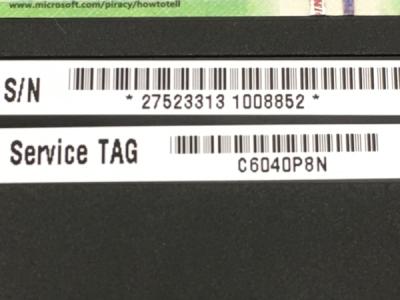 www.microsoft.com/piracy/howtotell
S/N
* 27523313 1008852 *
Service TAG
C6040P8N